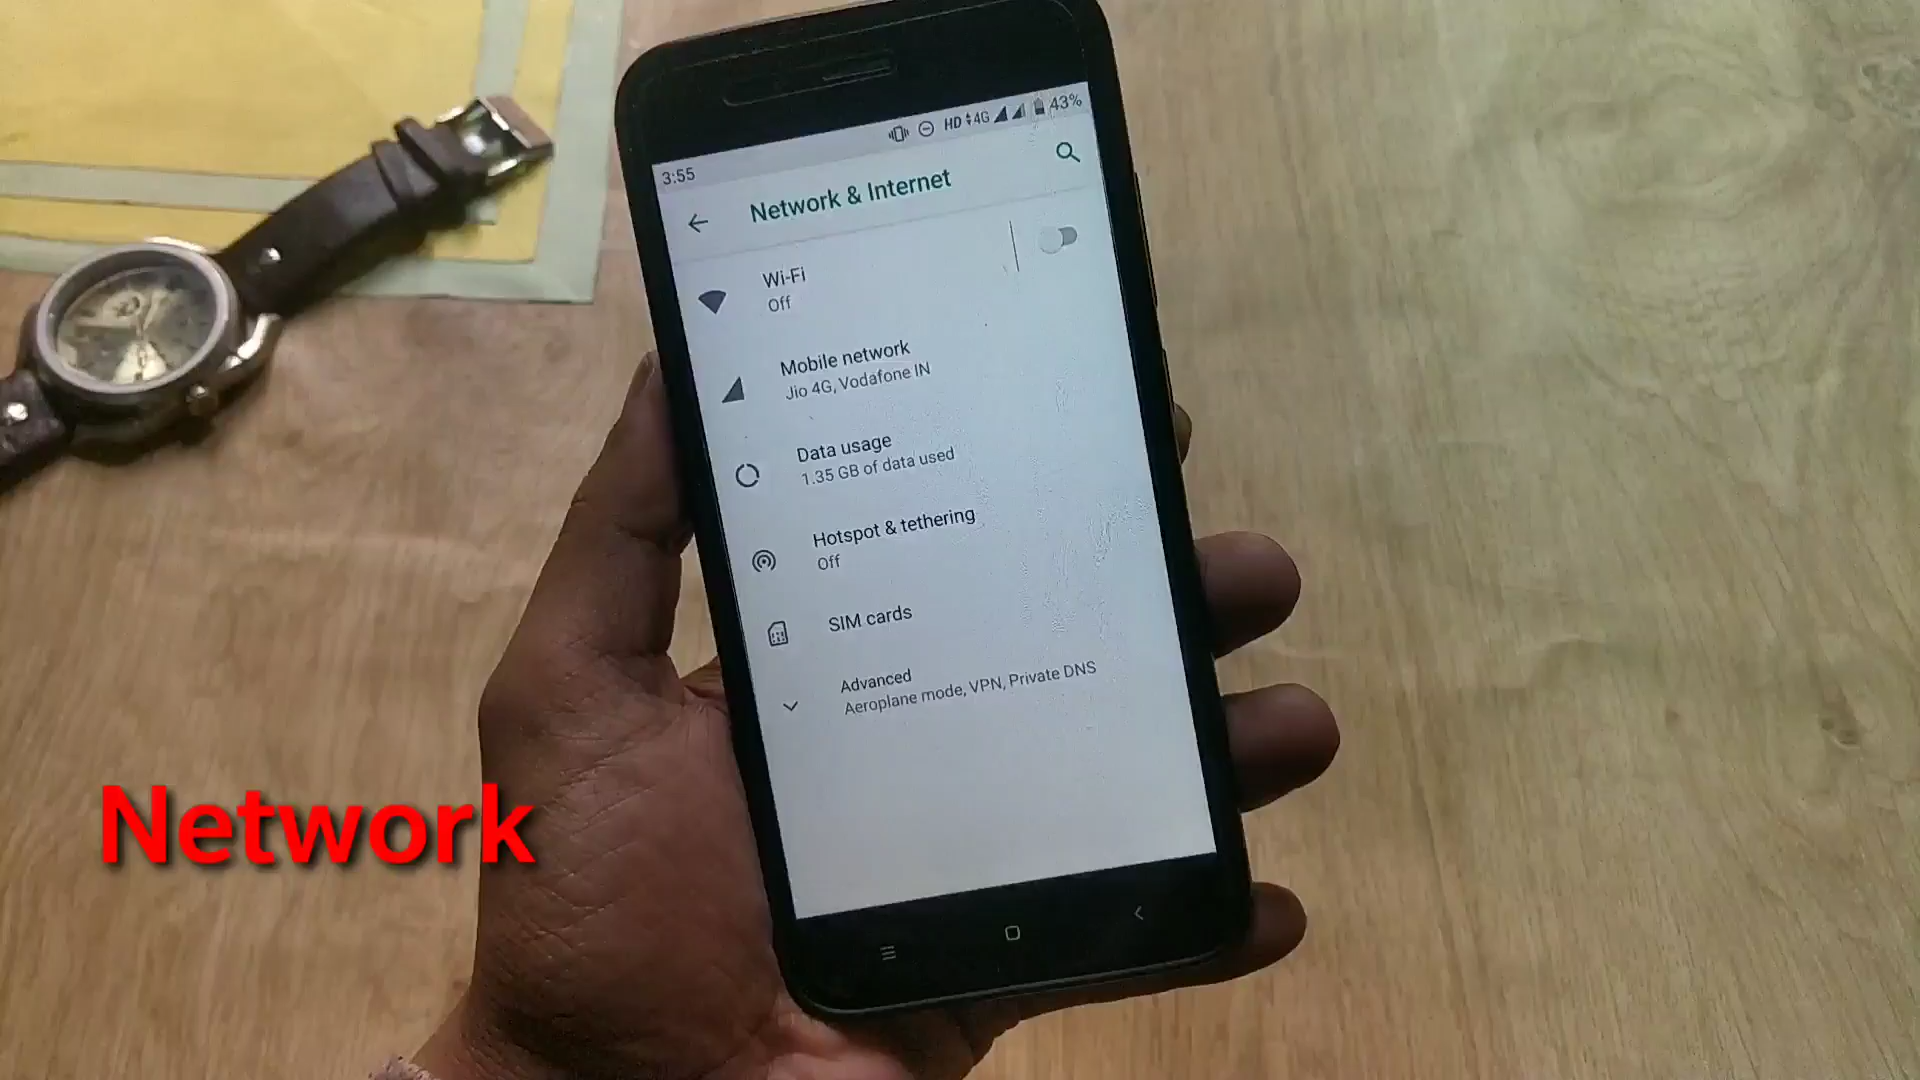 3:55
HD 4G 43%
Network & Internet
Wi-Fi
Off
Mobile network
Jio 4G, Vodafone IN
Data usage
1.35 GB of data used
Hotspot & tethering
Off
SIM cards
Advanced
Aeroplane mode, VPN, Private DNS
Network